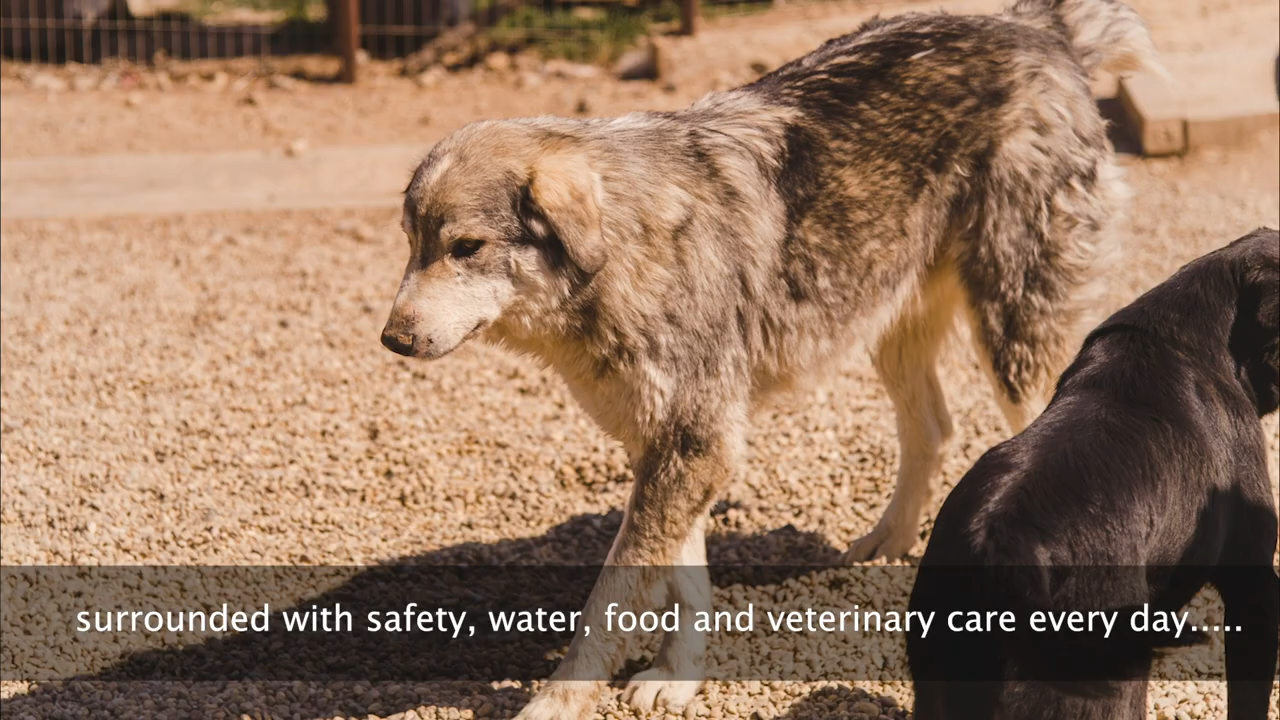 surrounded with safety, water, food and veterinary care every day.....